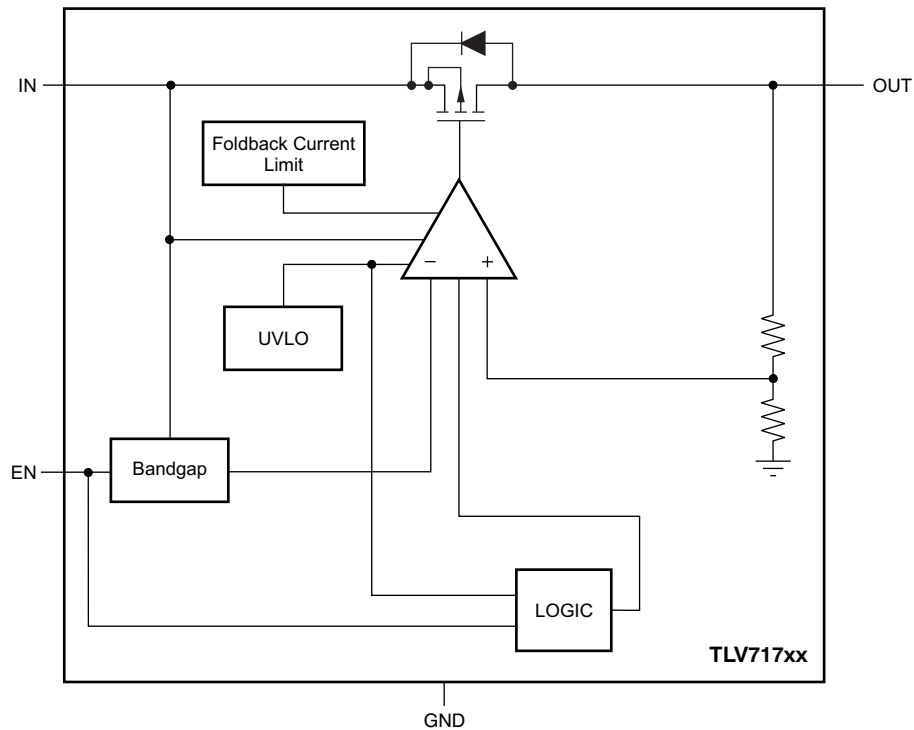 IN
OUT
Foldback Current
Limit
− +
UVLO
EN
Bandgap
LOGIC
TLV717xx
GND